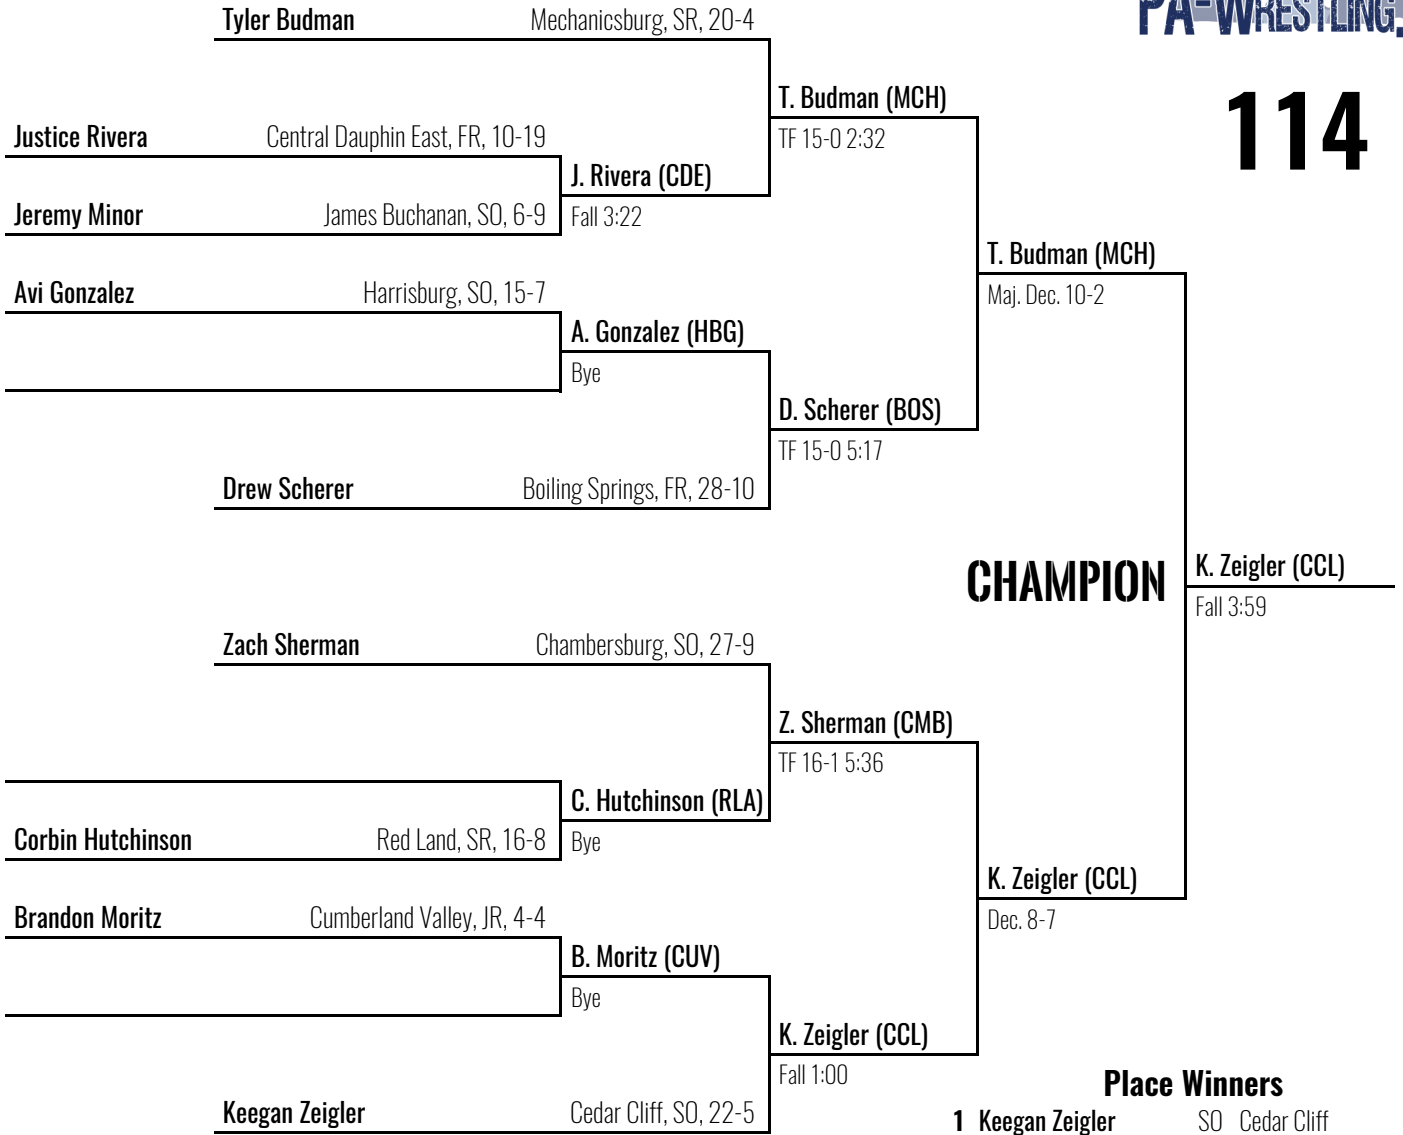 PA-WRESTLING.
114
Tyler Budman Mechanicsburg, SR, 20-4
T. Budman (MCH)
TF 15-0 2:32
Justice Rivera Central Dauphin East, FR, 10-19
J. Rivera (CDE)
Fall 3:22
Jeremy Minor James Buchanan, SO, 6-9
T. Budman (MCH)
Maj. Dec. 10-2
Avi Gonzalez Harrisburg, SO, 15-7
A. Gonzalez (HBG)
Bye
D. Scherer (BOS)
TF 15-0 5:17
Drew Scherer Boiling Springs, FR, 28-10
CHAMPION
K. Zeigler (CCL)
Fall 3:59
Zach Sherman Chambersburg, SO, 27-9
Z. Sherman (CMB)
TF 16-1 5:36
C. Hutchinson (RLA)
Bye
Corbin Hutchinson Red Land, SR, 16-8
K. Zeigler (CCL)
Dec. 8-7
Brandon Moritz Cumberland Valley, JR, 4-4
B. Moritz (CUV)
Bye
K. Zeigler (CCL)
Fall 1:00
Keegan Zeigler Cedar Cliff, SO, 22-5
Place Winners
1 Keegan Zeigler SO Cedar Cliff